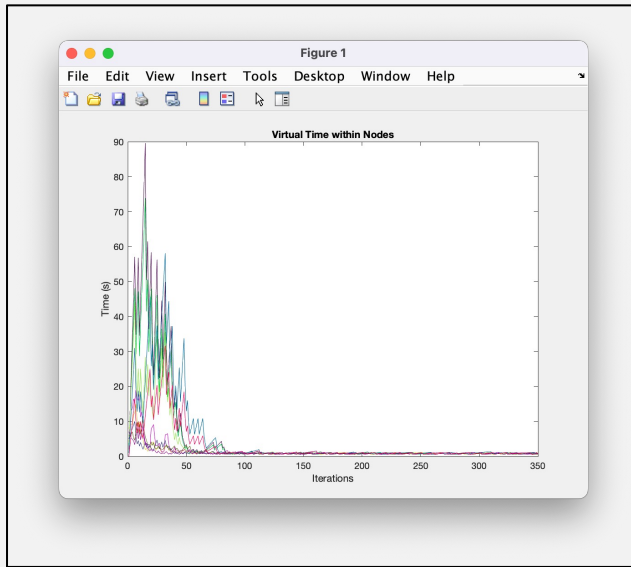 Figure 1
File Edit View Insert Tools Desktop Window Help
Virtual Time within Nodes
90
80
70
60
50
40
30
20
10
0
Time (s)
0 50 100 150 200 250 300 350
Iterations